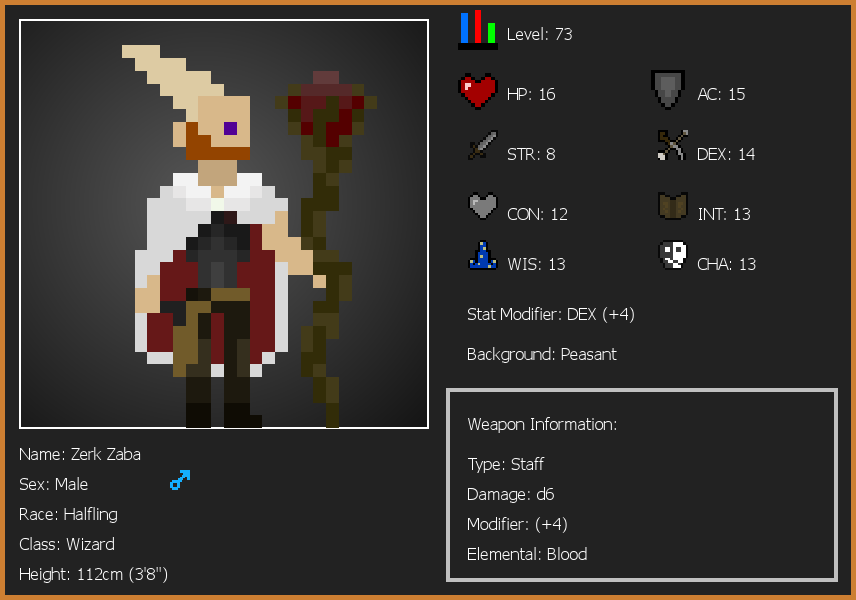 Level: 73
HP: 16
AC: 15
STR: 8
DEX: 14
CON: 12
INT: 13
WIS: 13
CHA: 13
Stat Modifier: DEX (+4)
Background: Peasant
Weapon Information:
Type: Staff
Damage: d6
Modifier: (+4)
Elemental: Blood
Name: Zerk Zaba
Sex: Male
Race: Halfling
Class: Wizard
Height: 112cm (3'8")